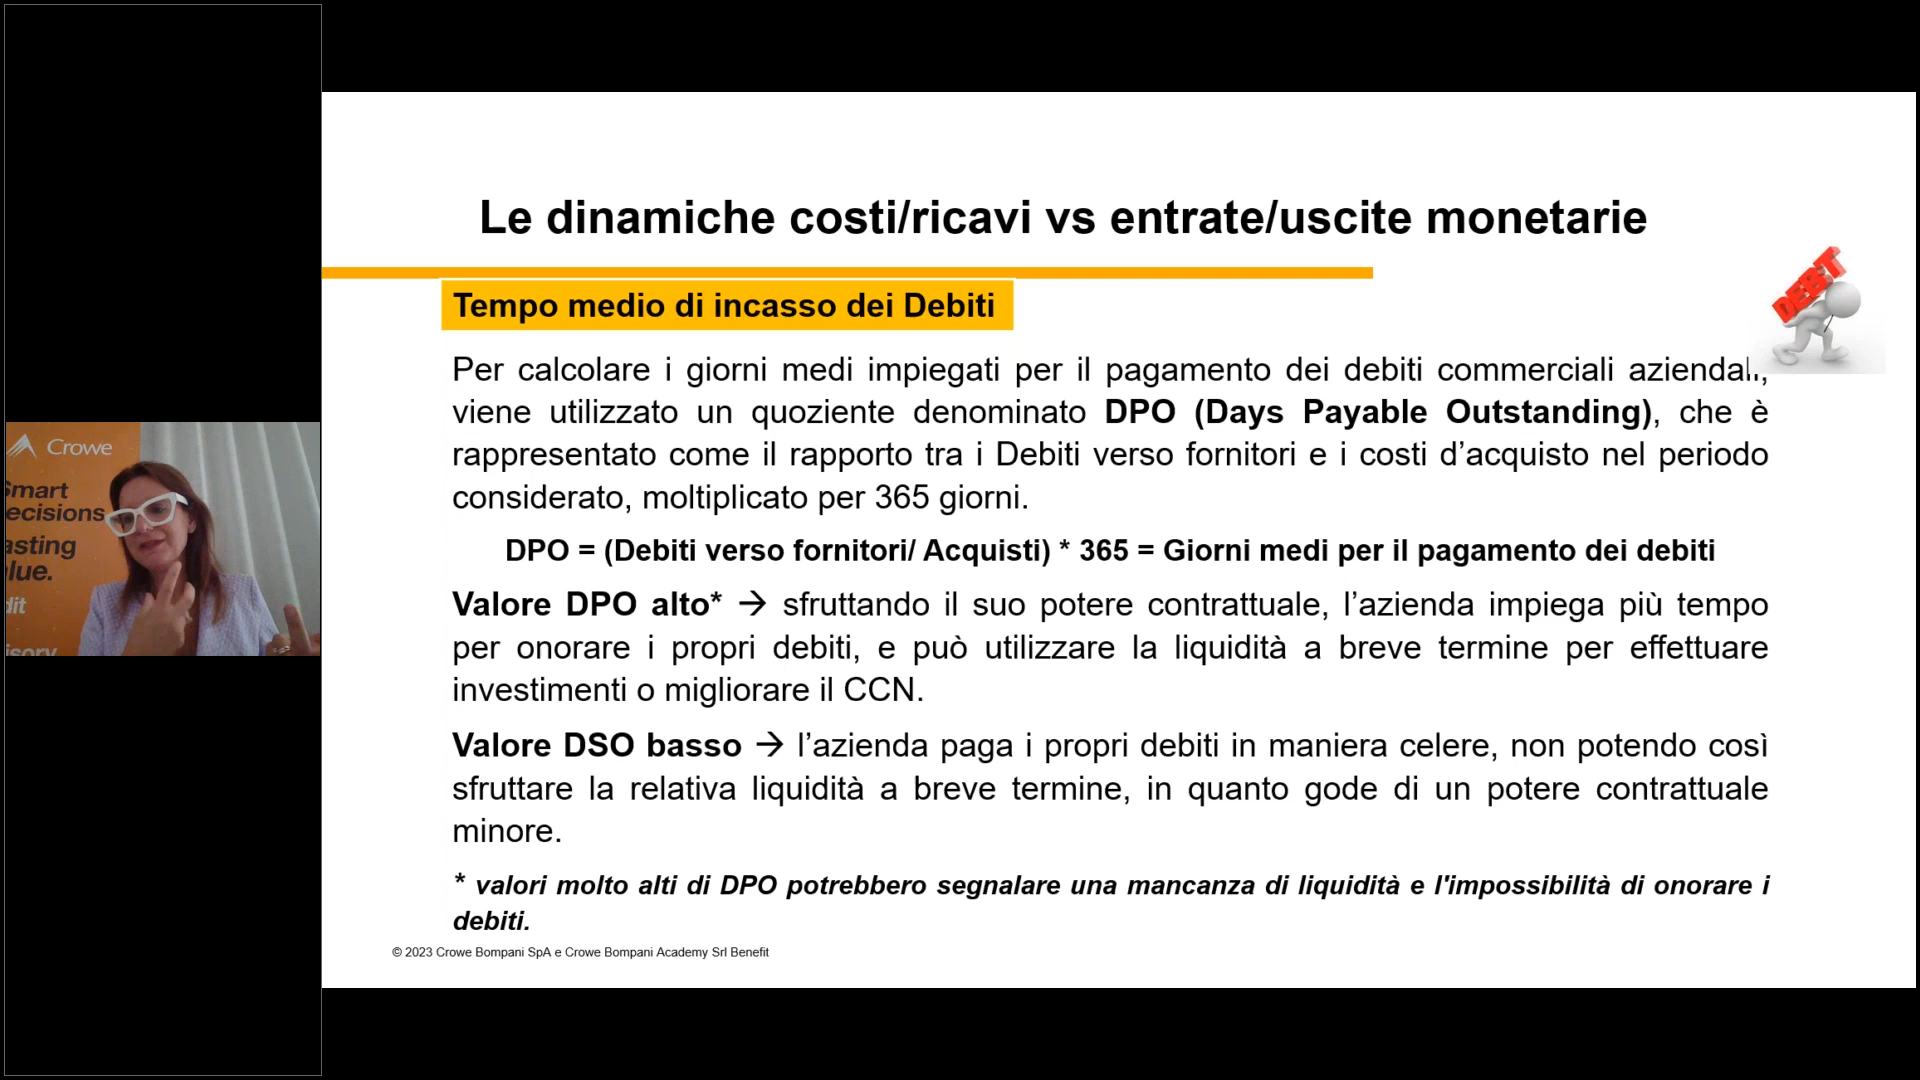 Crowe
Smart
ecisions
asting
lue.
dit
isory
Le dinamiche costi/ricavi vs entrate/uscite monetarie
DEBT
Tempo medio di incasso dei Debiti
Per calcolare i giorni medi impiegati per il pagamento dei debiti commerciali aziendali,
viene utilizzato un quoziente denominato DPO (Days Payable Outstanding), che è
rappresentato come il rapporto tra i Debiti verso fornitori e i costi d’acquisto nel periodo
considerato, moltiplicato per 365 giorni.
DPO = (Debiti verso fornitori/ Acquisti) * 365 = Giorni medi per il pagamento dei debiti
Valore DPO alto* → sfruttando il suo potere contrattuale, l’azienda impiega più tempo
per onorare i propri debiti, e può utilizzare la liquidità a breve termine per effettuare
investimenti o migliorare il CCN.
Valore DSO basso → l’azienda paga i propri debiti in maniera celere, non potendo così
sfruttare la relativa liquidità a breve termine, in quanto gode di un potere contrattuale
minore.
* valori molto alti di DPO potrebbero segnalare una mancanza di liquidità e l'impossibilità di onorare i
debiti.
© 2023 Crowe Bompani SpA e Crowe Bompani Academy Srl Benefit